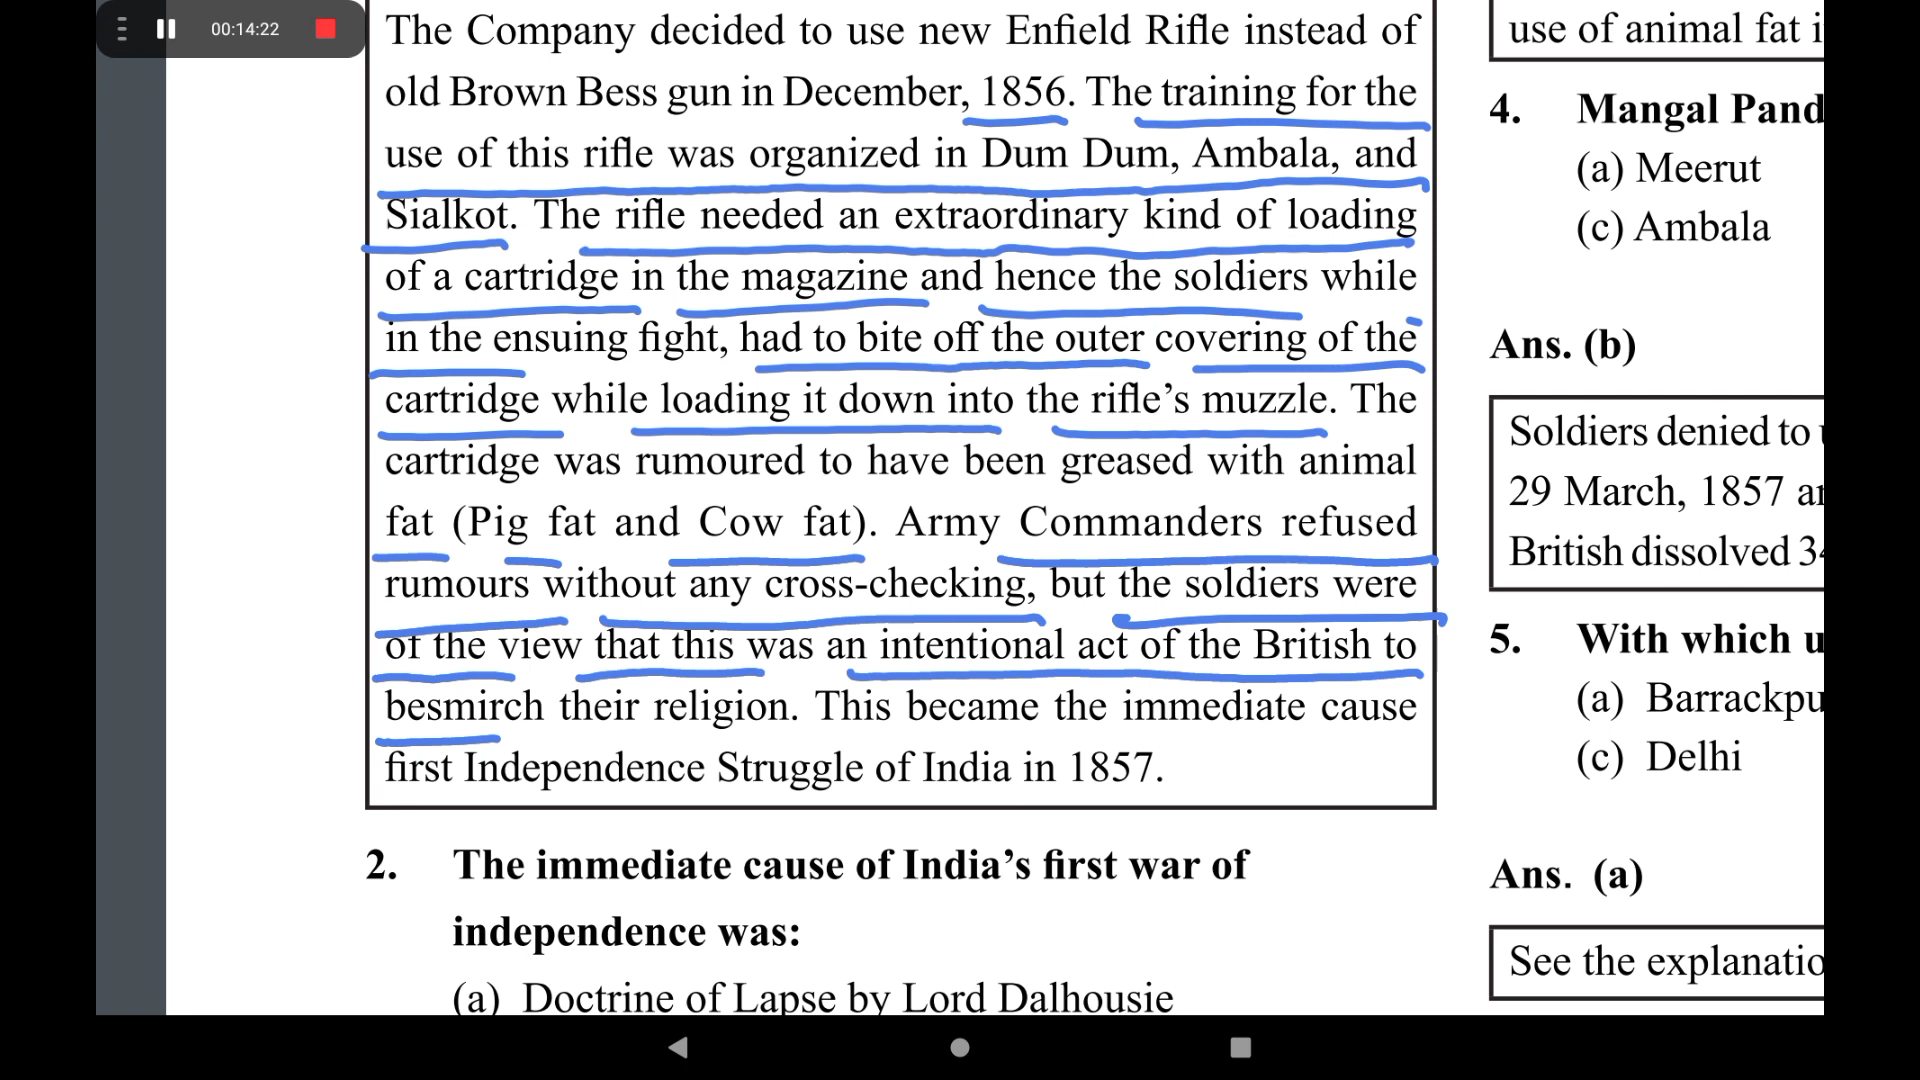 00:14:22
The Company decided to use new Enfield Rifle instead of
old Brown Bess gun in December, 1856. The training for the
use of this rifle was organized in Dum Dum, Ambala, and
Sialkot. The rifle needed an extraordinary kind of loading
of a cartridge in the magazine and hence the soldiers while
in the ensuing fight, had to bite off the outer covering of the
cartridge while loading it down into the rifle’s muzzle. The
cartridge was rumoured to have been greased with animal
fat (Pig fat and Cow fat). Army Commanders refused
rumours without any cross-checking, but the soldiers were
of the view that this was an intentional act of the British to
besmirch their religion. This became the immediate cause
first Independence Struggle of India in 1857.
2. The immediate cause of India’s first war of
independence was:
(a) Doctrine of Lapse by Lord Dalhousie
use of animal fat i
4. Mangal Pand
(a) Meerut
(c) Ambala
Ans. (b)
Soldiers denied to
29 March, 1857 a
British dissolved 3
5. With which u
(a) Barrackpu
(c) Delhi
Ans. (a)
See the explanatio